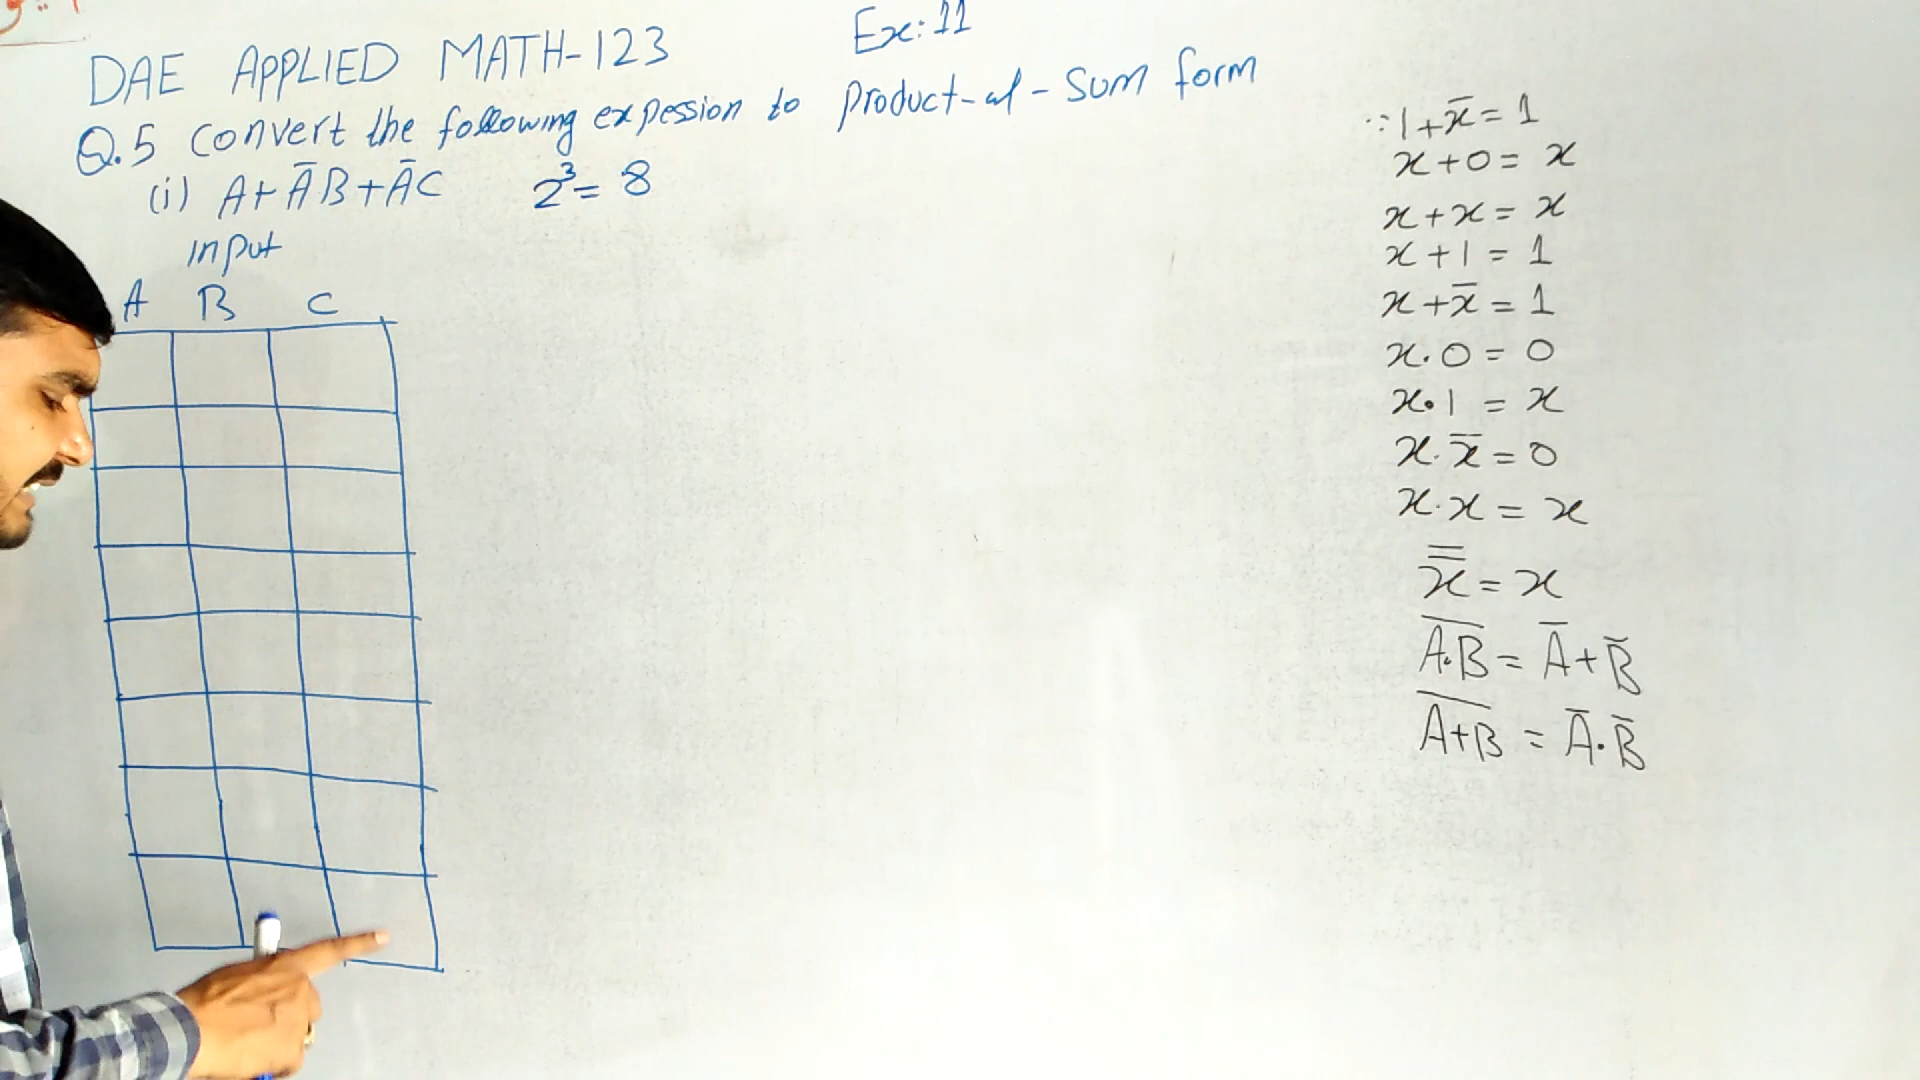 DAE APPLIED MATH-123 Ex: 11
Q.5 Convert the following expession to product-of-sum form
(i) A+ĀB+ĀC 2³= 8
input
A B C
∵ 1+x̄=1
x+0= x
x+x= x
x+1 = 1
x+x̄ = 1
x.0 = 0
x.1 = x
x.x̄ = 0
x.x = x
x̿ = x
A̅.̅B̅ = Ā+B̄
A̅+̅B̅ = Ā.B̄